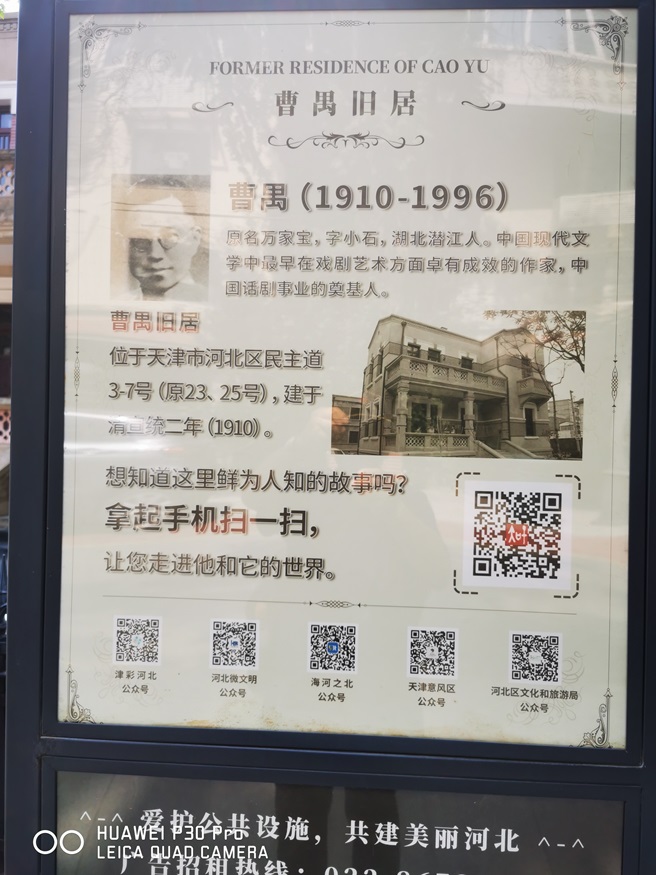 FORMER RESIDENCE OF CAO YU
曹禺旧居
曹禺（1910-1996）
原名万家宝，字小石，湖北潜江人。中国现代文
学中最早在戏剧艺术方面卓有成效的作家，中
国话剧事业的奠基人。
曹禺旧居
位于天津市河北区民主道
3-7号（原23、25号），建于
清宣统二年（1910）。
想知道这里鲜为人知的故事吗？
拿起手机扫一扫，
让您走进他和它的世界。
津彩河北
公众号
河北微文明
公众号
海河之北
公众号
天津意风区
公众号
河北区文化和旅游局
公众号
^-^ 爱护公共设施，共建美丽河北 ^-^
广告招租热线：022
HUAWEI P30 Pro
LEICA QUAD CAMERA